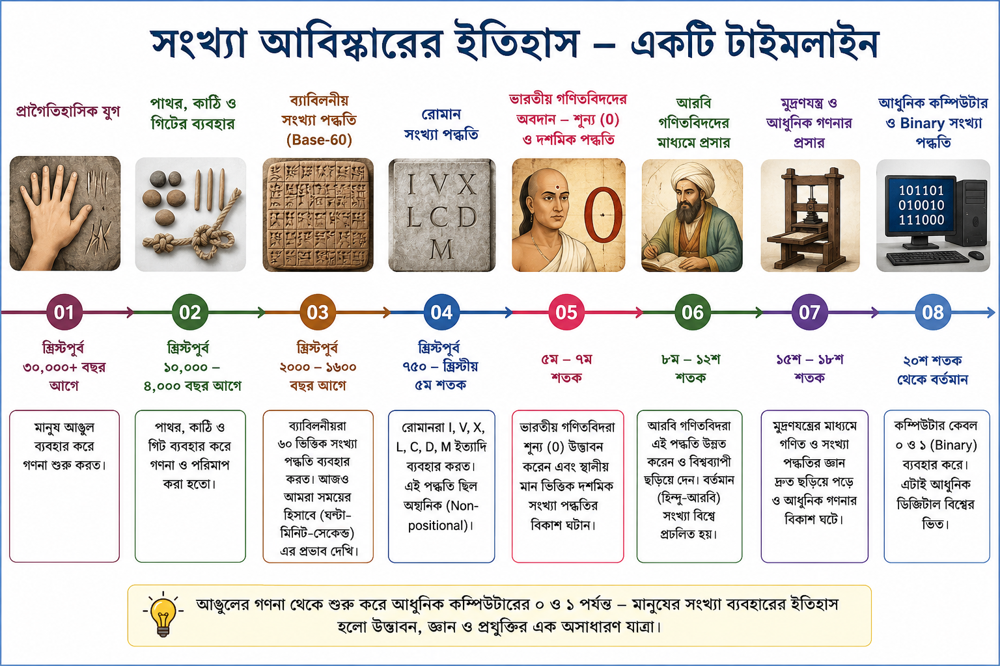 সংখ্যা আবিস্কারের ইতিহাস – একটি টাইমলাইন
প্রাগৈতিহাসিক যুগ
পাথর, কাঠি ও
গিটের ব্যবহার
ব্যাবিলনীয়
সংখ্যা পদ্ধতি
(Base-60)
রোমান
সংখ্যা পদ্ধতি
ভারতীয় গণিতবিদদের
অবদান – শূন্য (0)
ও দশমিক পদ্ধতি
আরবি
গণিতবিদদের
মাধ্যমে প্রসার
মুদ্রণযন্ত্র ও
আধুনিক গণনার
প্রসার
আধুনিক কম্পিউটার
ও Binary সংখ্যা
পদ্ধতি
I V X
L C D
M
0
101101
010010
111000
01
02
03
04
05
06
07
08
খ্রিস্টপূর্ব
৩০,০০০+ বছর
আগে
খ্রিস্টপূর্ব
১০,০০০ –
৪,০০০ বছর আগে
খ্রিস্টপূর্ব
২০০০ – ১৬০০
বছর আগে
খ্রিস্টপূর্ব
৭৫০ – খ্রিস্টীয়
৫ম শতক
৫ম – ৭ম
শতক
৮ম – ১২শ
শতক
১৫শ – ১৮শ
শতক
২০শ শতক
থেকে বর্তমান
মানুষ আঙুল
ব্যবহার করে
গণনা শুরু করত।
পাথর, কাঠি ও
গিট ব্যবহার করে
গণনা ও পরিমাপ
করা হতো।
ব্যাবিলনীয়রা
৬০ ভিত্তিক সংখ্যা
পদ্ধতি ব্যবহার
করত। আজও
আমরা সময়ের
হিসাবে (ঘন্টা-
মিনিট-সেকেন্ড)
এর প্রভাব দেখি।
রোমানরা I, V, X,
L, C, D, M ইত্যাদি
ব্যবহার করত।
এই পদ্ধতি ছিল
অস্থানিক (Non-
positional)।
ভারতীয় গণিতবিদরা
শূন্য (0) উদ্ভাবন
করেন এবং স্থানীয়
মান ভিত্তিক দশমিক
সংখ্যা পদ্ধতির
বিকাশ ঘটান।
আরবি গণিতবিদরা
এই পদ্ধতি উন্নত
করেন ও বিশ্বব্যাপী
ছড়িয়ে দেন। বর্তমান
(হিন্দু-আরবি)
সংখ্যা বিশ্বে
প্রচলিত হয়।
মুদ্রণযন্ত্রের মাধ্যমে
গণিত ও সংখ্যা
পদ্ধতির জ্ঞান
দ্রুত ছড়িয়ে পড়ে
ও আধুনিক গণনার
বিকাশ ঘটে।
কম্পিউটার কেবল
০ ও ১ (Binary)
ব্যবহার করে।
এটাই আধুনিক
ডিজিটাল বিশ্বের
ভিত।
আঙুলের গণনা থেকে শুরু করে আধুনিক কম্পিউটারের ০ ও ১ পর্যন্ত – মানুষের সংখ্যা ব্যবহারের ইতিহাস
হলো উদ্ভাবন, জ্ঞান ও প্রযুক্তির এক অসাধারণ যাত্রা।